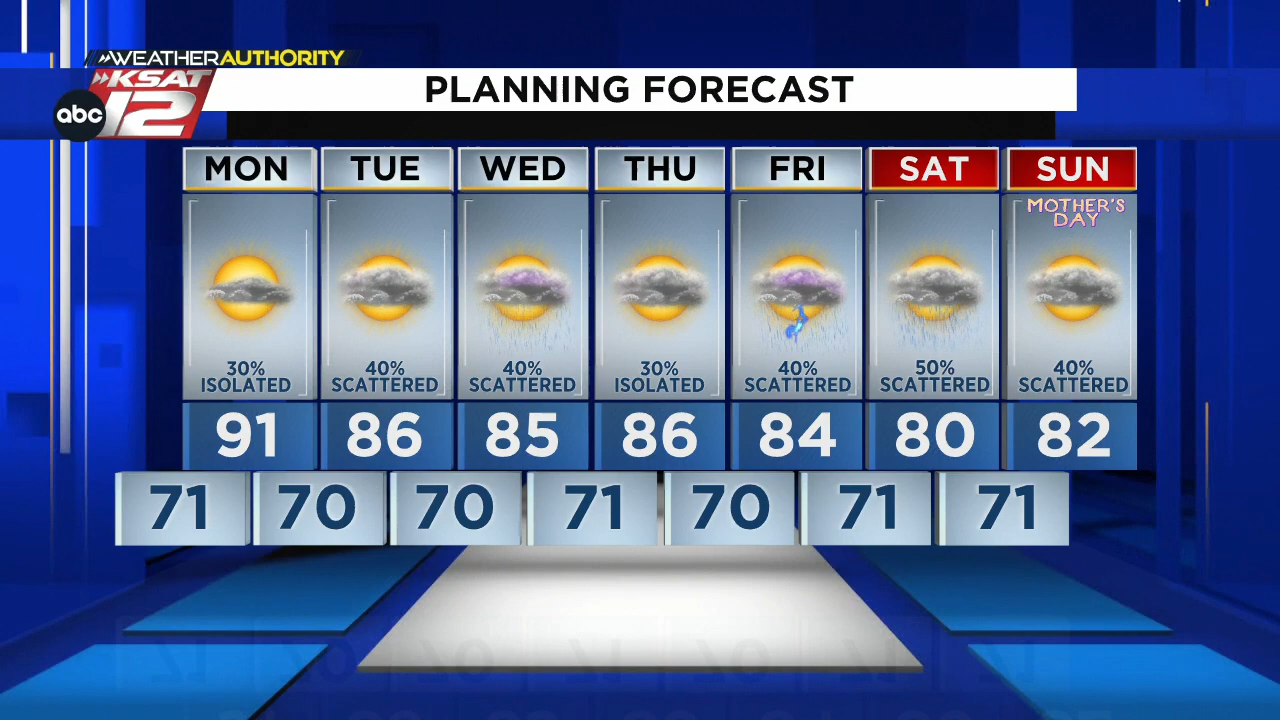 WEATHERAUTHORITY
KSAT
abc 12
PLANNING FORECAST
MON TUE WED THU FRI SAT SUN
MOTHER'S
DAY
30% 40% 40% 30% 40% 50% 40%
ISOLATED SCATTERED SCATTERED ISOLATED SCATTERED SCATTERED SCATTERED
91 86 85 86 84 80 82
71 70 70 71 70 71 71